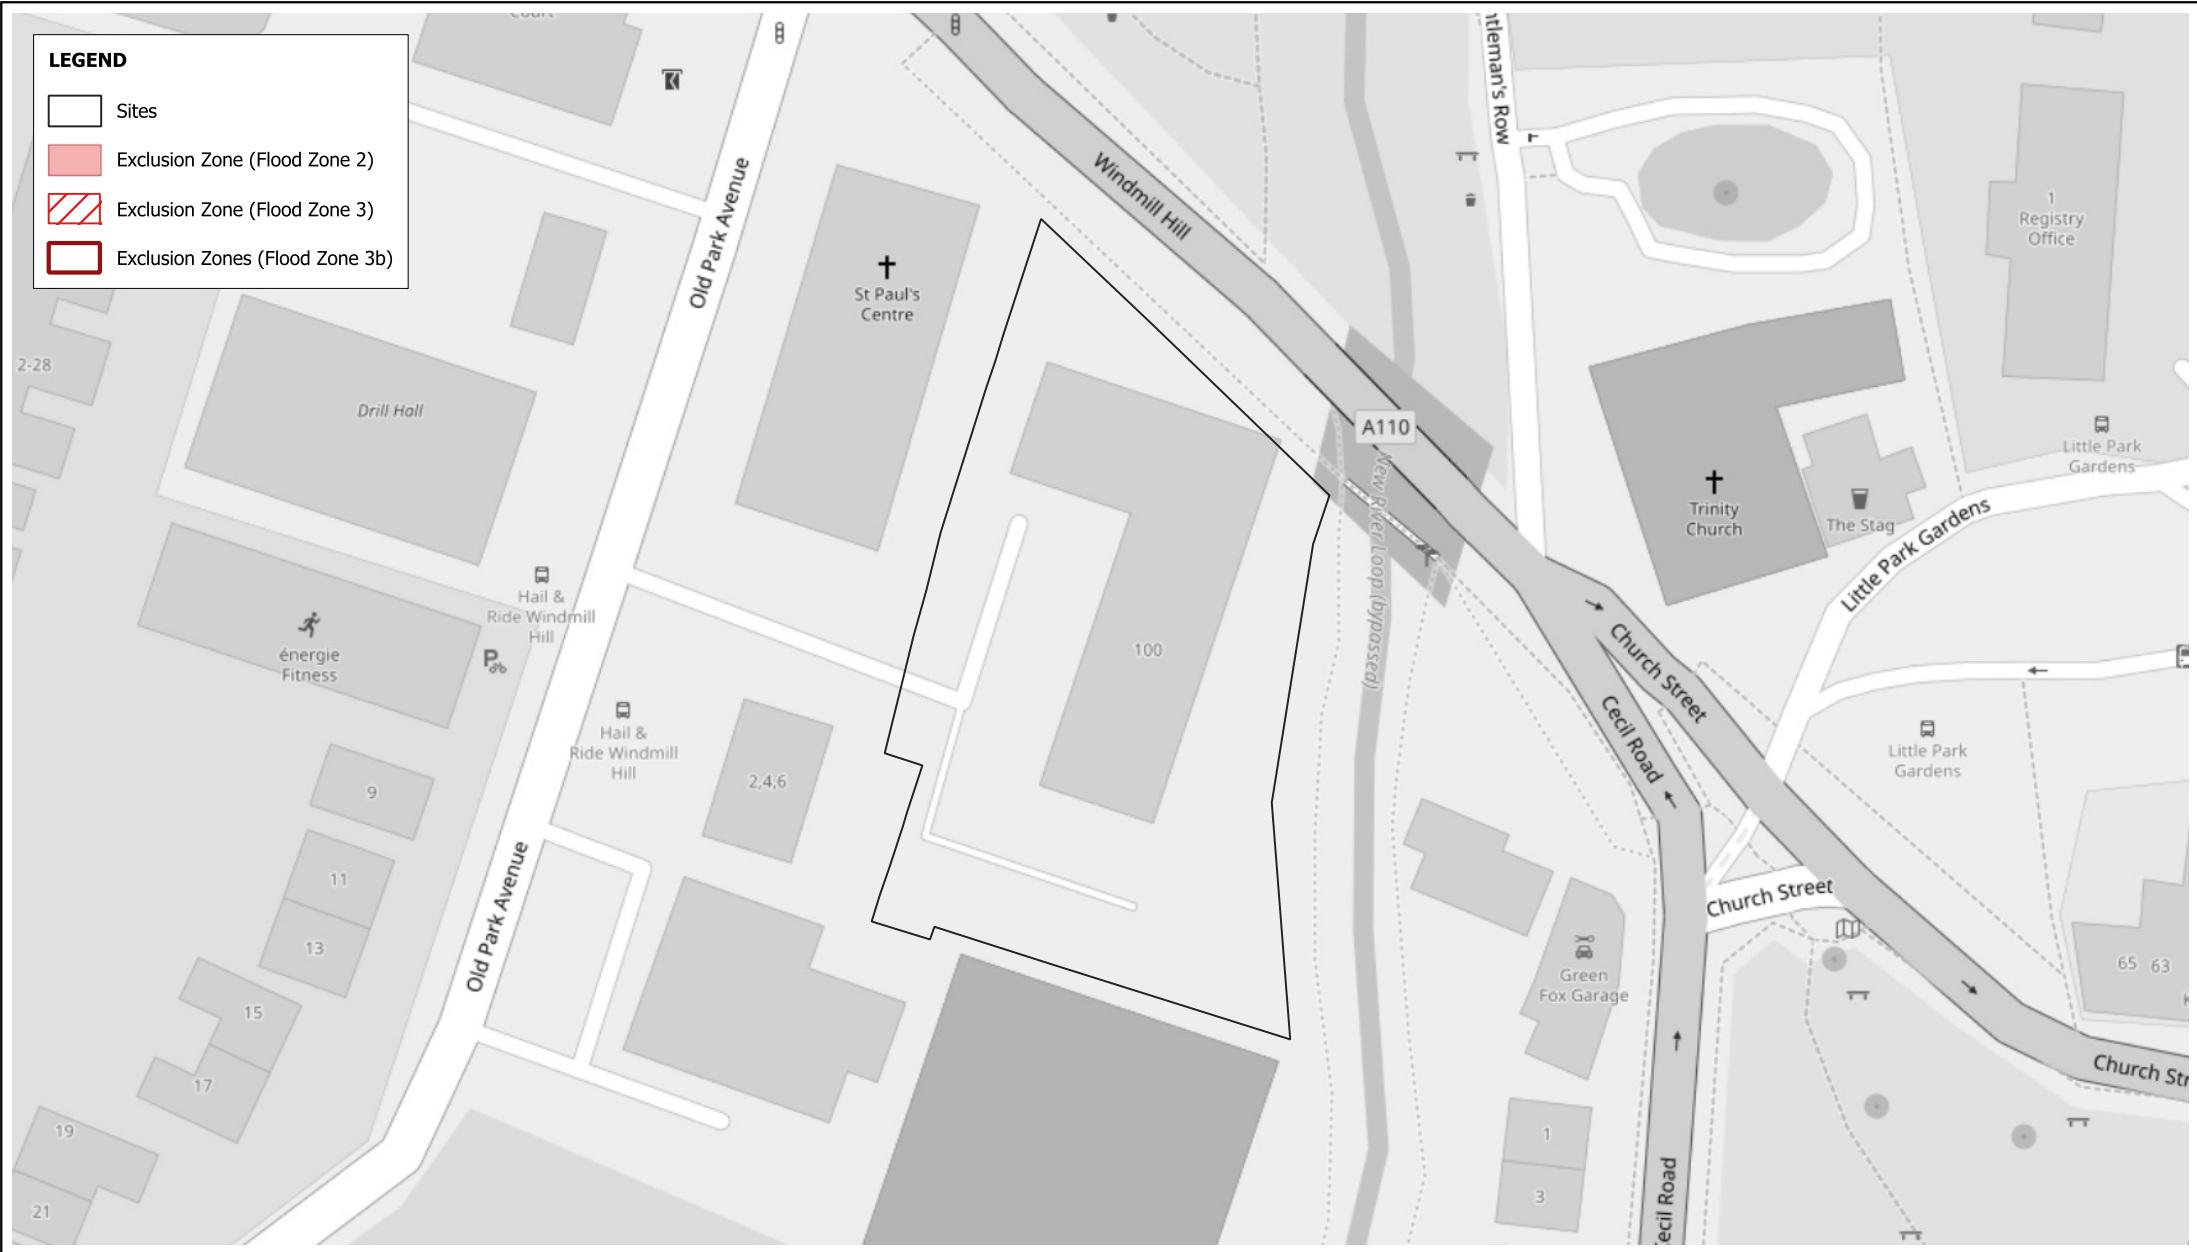 LEGEND
Sites
Exclusion Zone (Flood Zone 2)
Exclusion Zone (Flood Zone 3)
Exclusion Zones (Flood Zone 3b)
Old Park Avenue
Windmill Hill
1
Registry
Office
St Paul's
Centre
2-28
Drill Hall
A110
New River Loop (bypassed)
Little Park
Gardens
Trinity
Church
The Stag
Little Park Gardens
Hail &
Ride Windmill
Hill
énergie
Fitness
P
100
Church Street
Cecil Road
Hail &
Ride Windmill
Hill
Little Park
Gardens
2,4,6
9
11
13
Old Park Avenue
Church Street
15
17
Green
Fox Garage
65 63
19
21
1
3